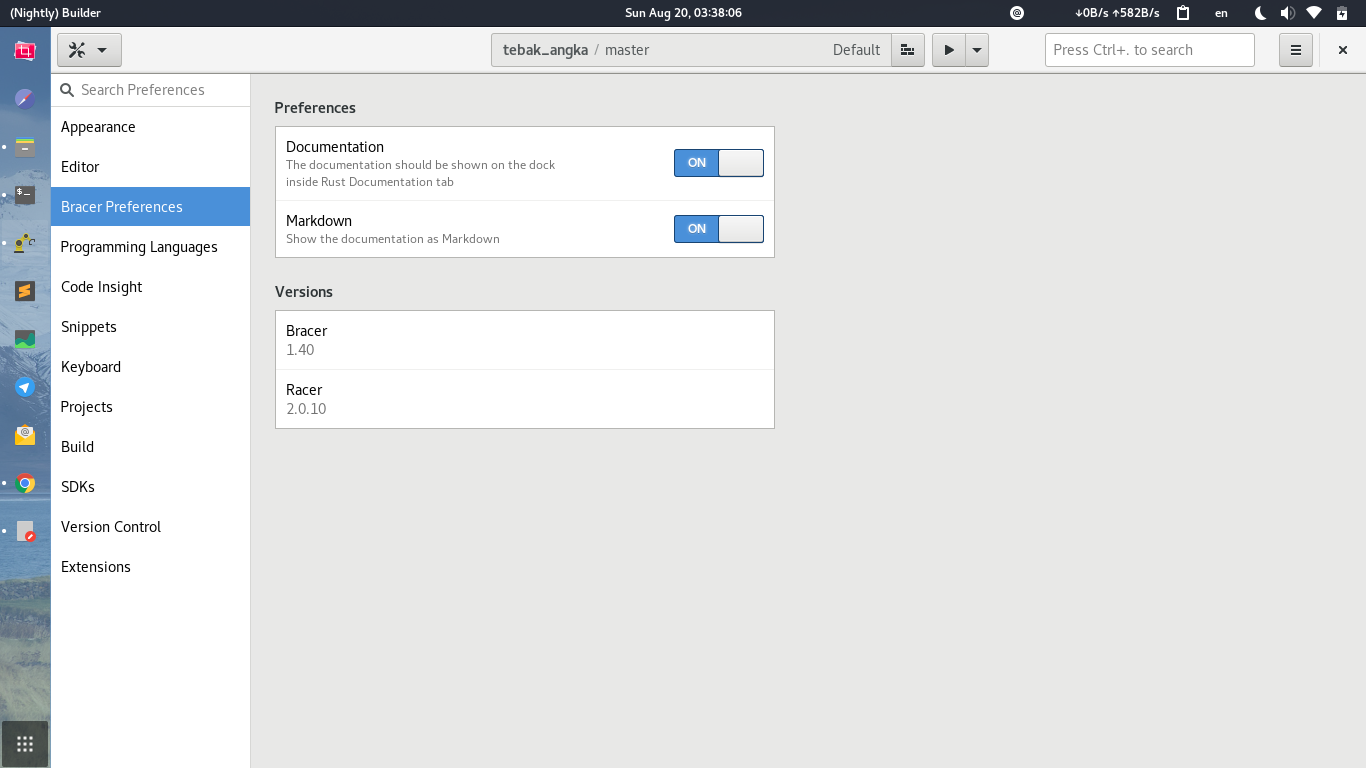 (Nightly) Builder
Sun Aug 20, 03:38:06
↓0B/s ↑582B/s
en
tebak_angka / master
Default
Press Ctrl+. to search
Search Preferences
Appearance
Editor
Bracer Preferences
Programming Languages
Code Insight
Snippets
Keyboard
Projects
Build
SDKs
Version Control
Extensions
Preferences
Documentation
The documentation should be shown on the dock
inside Rust Documentation tab
ON
Markdown
Show the documentation as Markdown
ON
Versions
Bracer
1.40
Racer
2.0.10